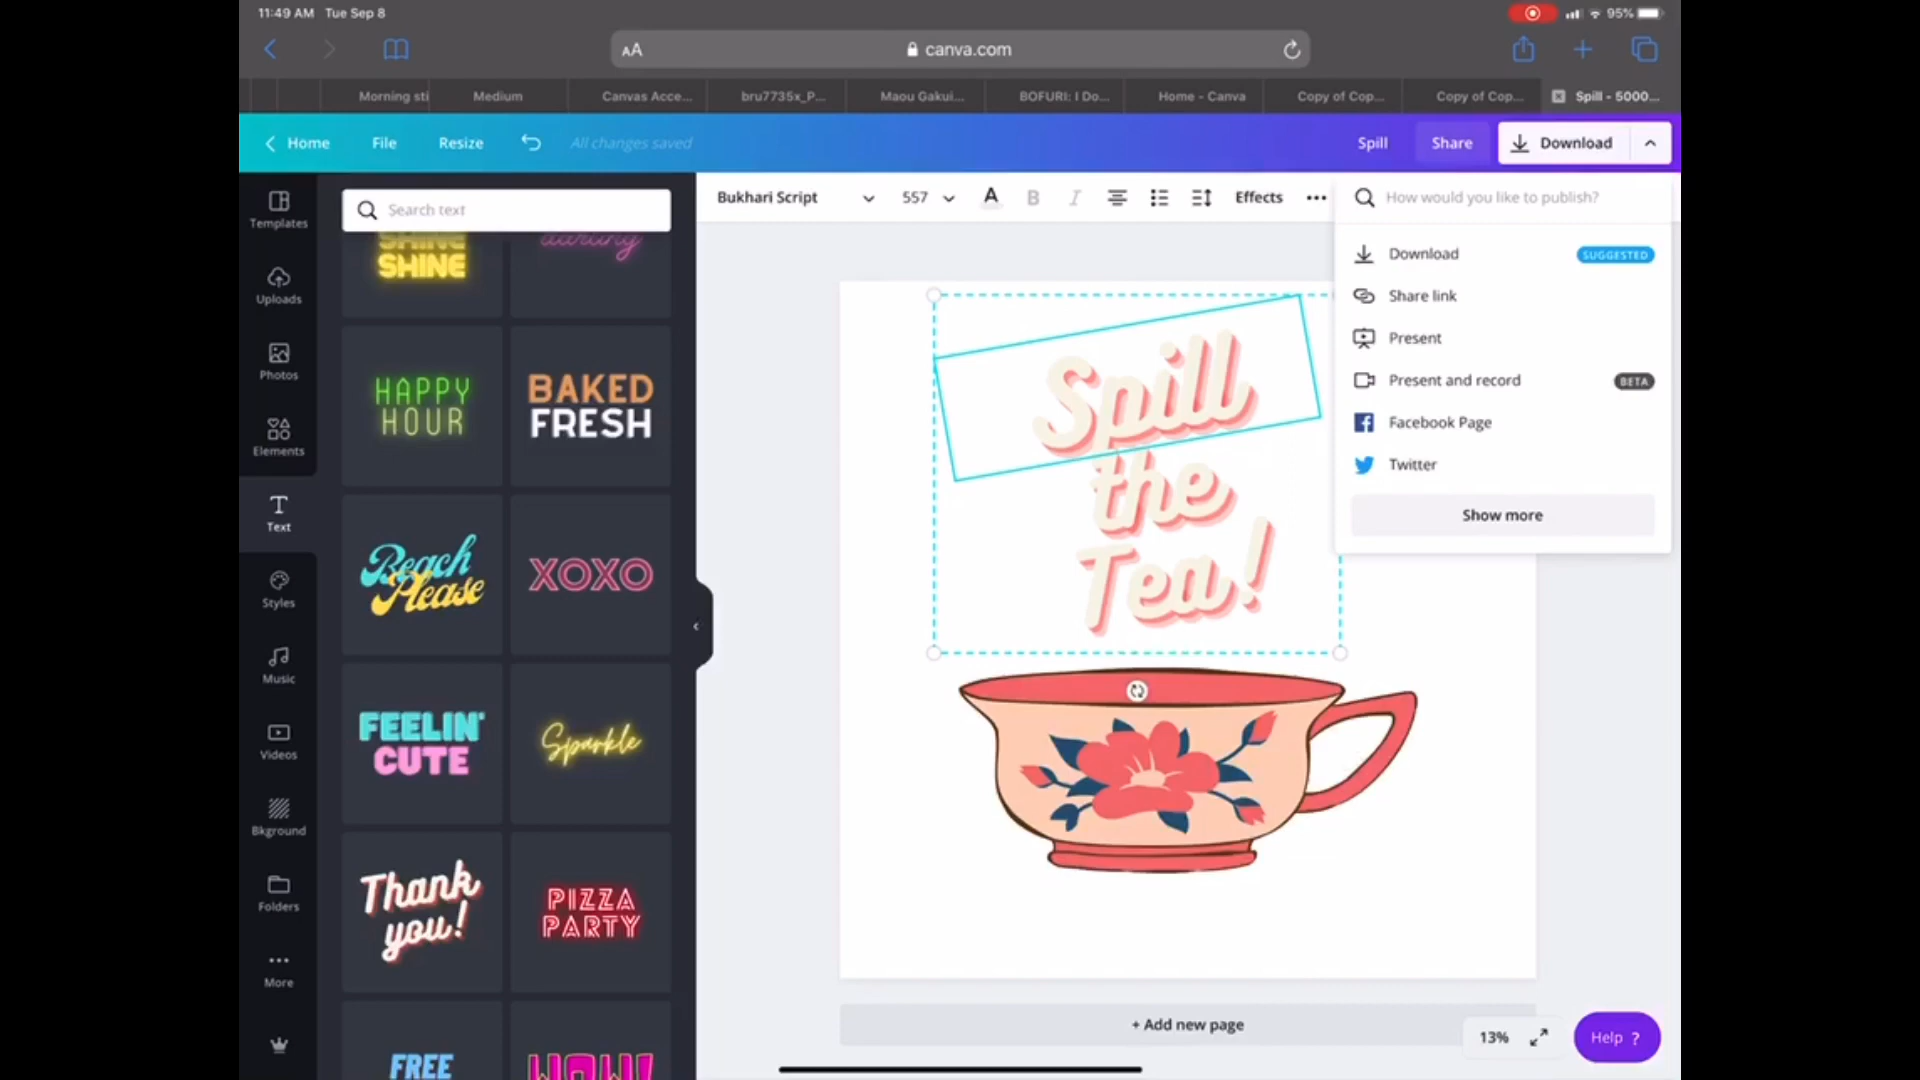 11:49 AM Tue Sep 8
95%
AA
canva.com
Morning sti
Medium
Canvas Acce...
bru7735x_P...
Maou Gakui...
BOFURI: I Do...
Home - Canva
Copy of Cop...
Copy of Cop...
Spill - 5000...
Home
File
Resize
All changes saved
Spill
Share
Download
Templates
Uploads
Photos
Elements
Text
Styles
Music
Videos
Bkground
Folders
More
Search text
SHINE
SHINE
darling
HAPPY
HOUR
BAKED
FRESH
Beach
Please
XOXO
FEELIN'
CUTE
Sparkle
Thank
you!
PIZZA
PARTY
FREE
WOW!
Bukhari Script
557
A
B
I
Effects
How would you like to publish?
Download
SUGGESTED
Share link
Present
Present and record
BETA
Facebook Page
Twitter
Show more
Spill
the
Tea!
+ Add new page
13%
Help ?